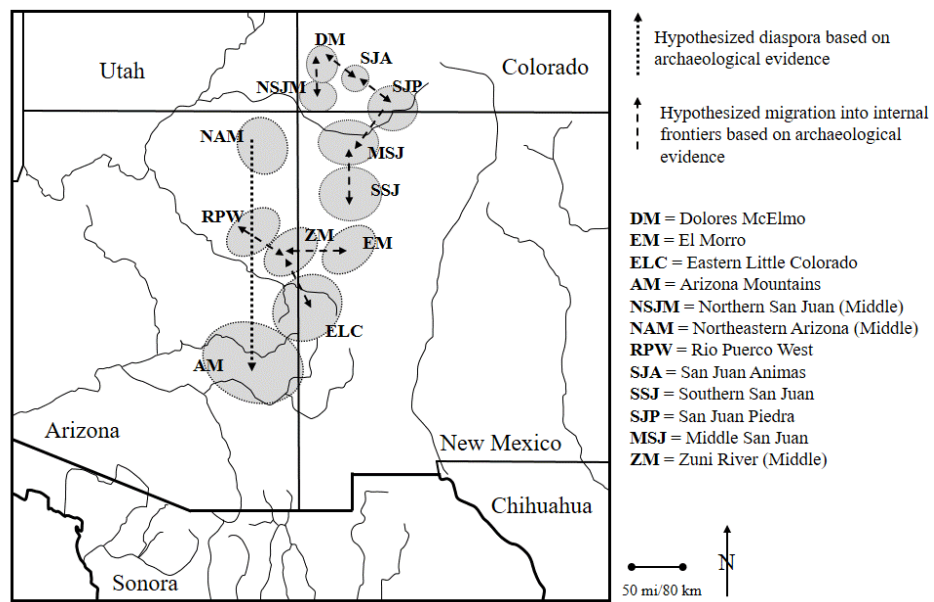 DM
SJA
Utah
Colorado
NSJM
SJP
NAM
MSJ
SSJ
RPW
ZM
EM
ELC
AM
Arizona
New Mexico
Chihuahua
Sonora
Hypothesized diaspora based on
archaeological evidence
Hypothesized migration into internal
frontiers based on archaeological
evidence
DM = Dolores McElmo
EM = El Morro
ELC = Eastern Little Colorado
AM = Arizona Mountains
NSJM = Northern San Juan (Middle)
NAM = Northeastern Arizona (Middle)
RPW = Rio Puerco West
SJA = San Juan Animas
SSJ = Southern San Juan
SJP = San Juan Piedra
MSJ = Middle San Juan
ZM = Zuni River (Middle)
N
50 mi/80 km